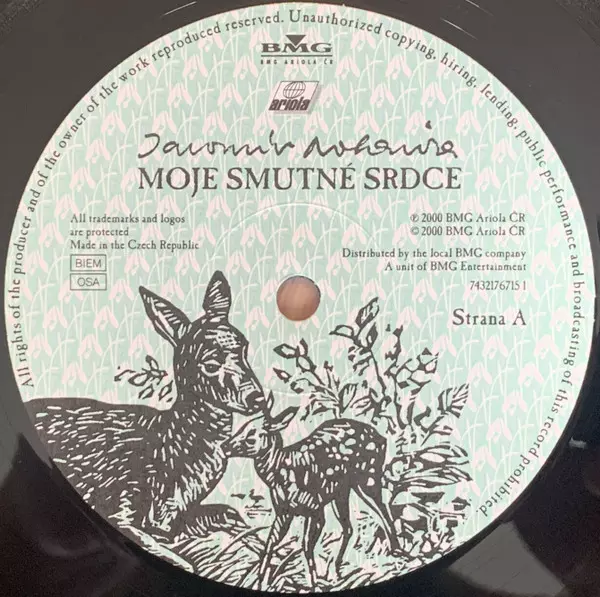 All rights of the producer and of the owner of the work reproduced reserved. Unauthorized copying, hiring, lending, public performance and broadcasting of this record prohibited.
BMG
BMG ARIOLA ČR
ariola
Jaromír Nohavica
MOJE SMUTNÉ SRDCE
All trademarks and logos
are protected
Made in the Czech Republic
BIEM
OSA
℗ 2000 BMG Ariola ČR
© 2000 BMG Ariola ČR
Distributed by the local BMG company
A unit of BMG Entertainment
7432176715 1
Strana A